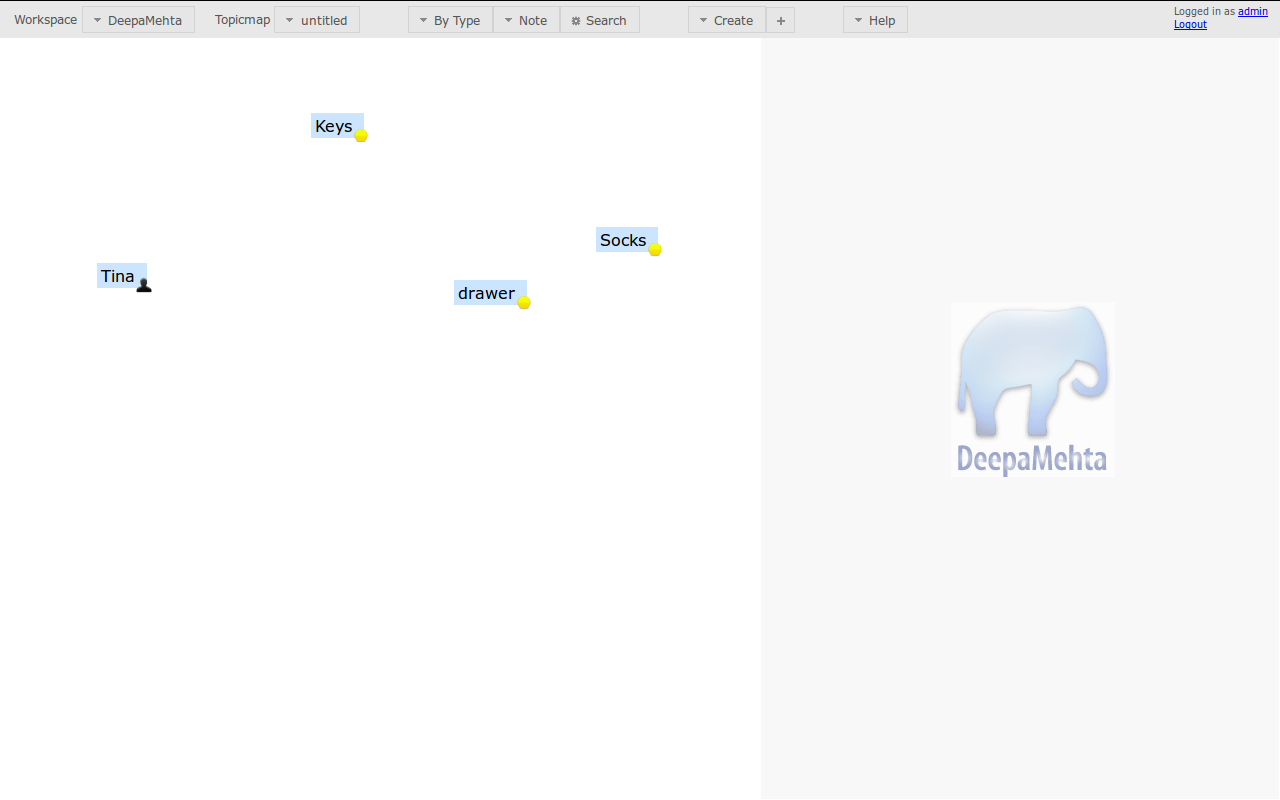 Workspace DeepaMehta Topicmap untitled By Type Note Search Create + Help Logged in as admin
Logout
Keys
Socks
Tina
drawer
DeepaMehta